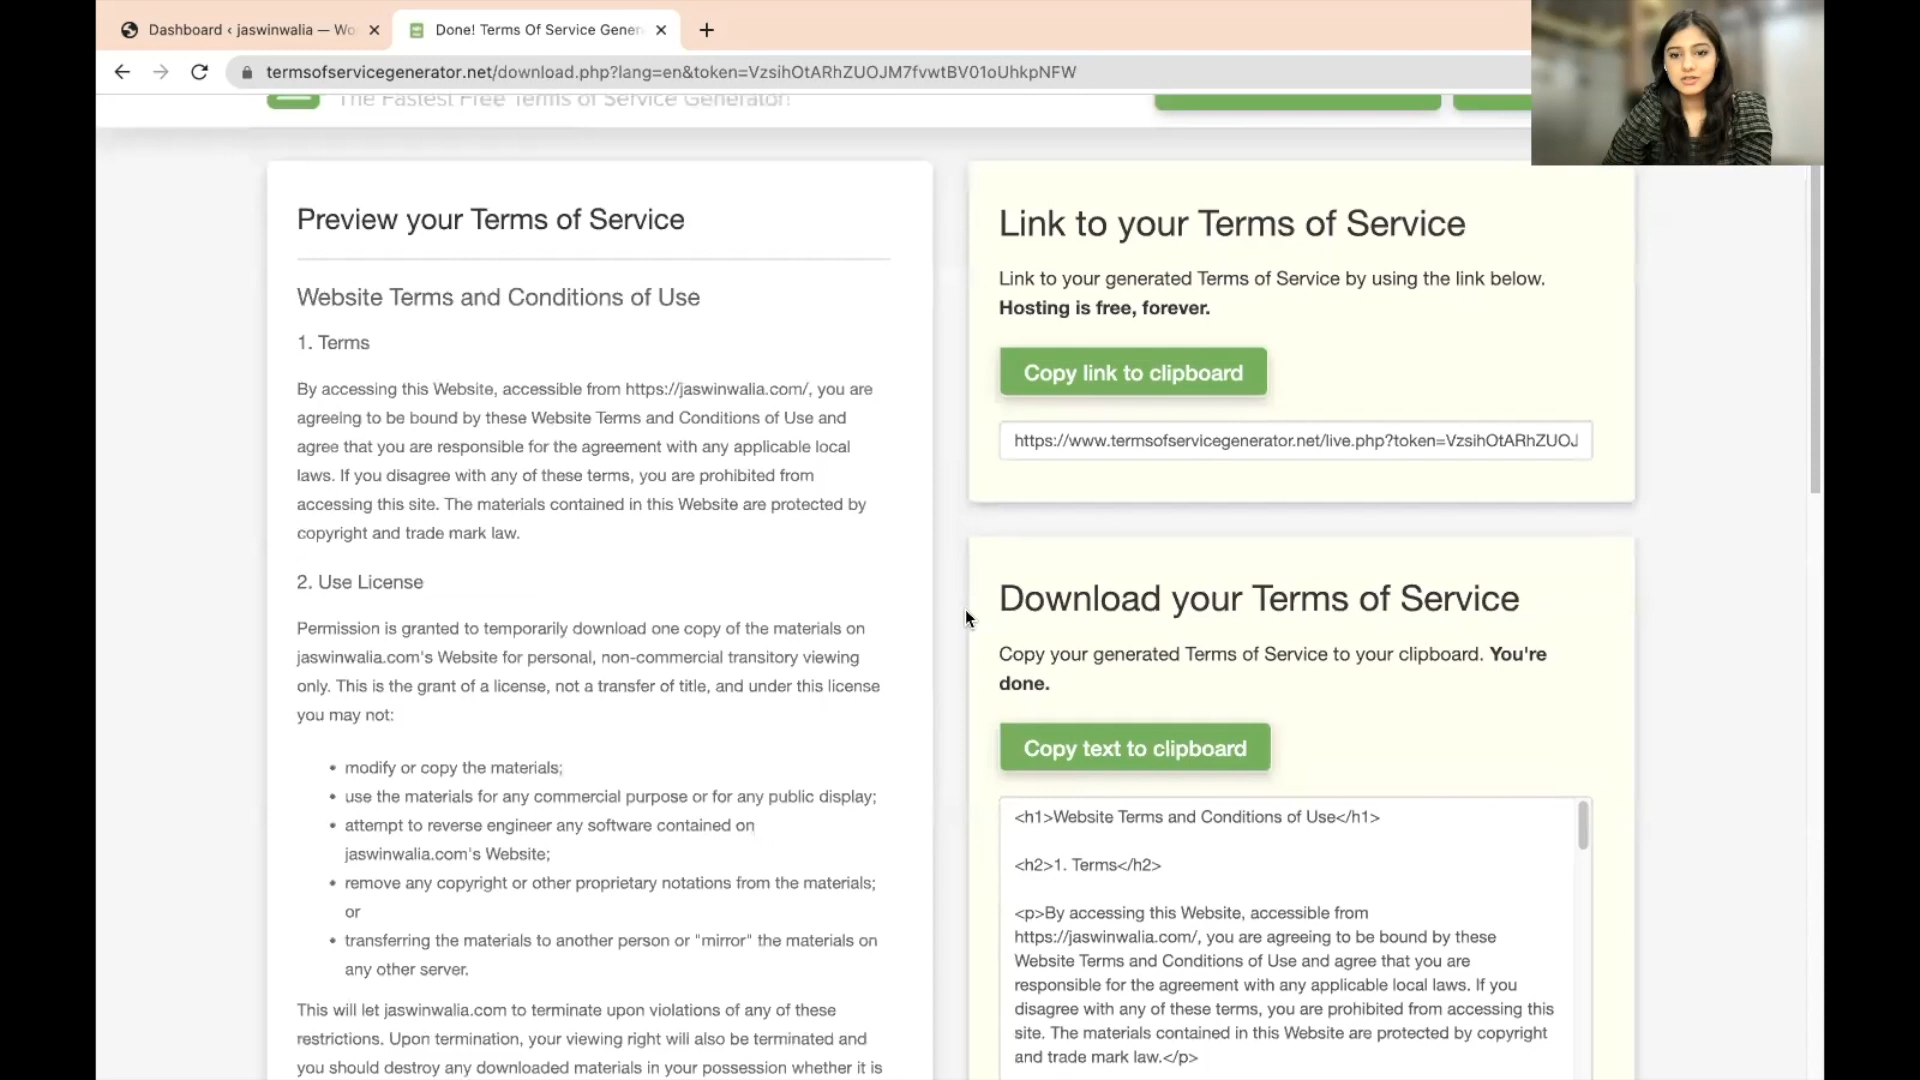 Dashboard ‹ jaswinwalia — Wo
Done! Terms Of Service Gener
termsofservicegenerator.net/download.php?lang=en&token=VzsihOtARhZUOJM7fvwtBV01oUhkpNFW
The Fastest Free Terms of Service Generator!
Preview your Terms of Service
Website Terms and Conditions of Use
1. Terms
By accessing this Website, accessible from https://jaswinwalia.com/, you are
agreeing to be bound by these Website Terms and Conditions of Use and
agree that you are responsible for the agreement with any applicable local
laws. If you disagree with any of these terms, you are prohibited from
accessing this site. The materials contained in this Website are protected by
copyright and trade mark law.
2. Use License
Permission is granted to temporarily download one copy of the materials on
jaswinwalia.com's Website for personal, non-commercial transitory viewing
only. This is the grant of a license, not a transfer of title, and under this license
you may not:
• modify or copy the materials;
• use the materials for any commercial purpose or for any public display;
• attempt to reverse engineer any software contained on
jaswinwalia.com's Website;
• remove any copyright or other proprietary notations from the materials;
or
• transferring the materials to another person or "mirror" the materials on
any other server.
This will let jaswinwalia.com to terminate upon violations of any of these
restrictions. Upon termination, your viewing right will also be terminated and
you should destroy any downloaded materials in your possession whether it is
Link to your Terms of Service
Link to your generated Terms of Service by using the link below.
Hosting is free, forever.
Copy link to clipboard
https://www.termsofservicegenerator.net/live.php?token=VzsihOtARhZUOJ
Download your Terms of Service
Copy your generated Terms of Service to your clipboard. You're
done.
Copy text to clipboard
<h1>Website Terms and Conditions of Use</h1>
<h2>1. Terms</h2>
<p>By accessing this Website, accessible from
https://jaswinwalia.com/, you are agreeing to be bound by these
Website Terms and Conditions of Use and agree that you are
responsible for the agreement with any applicable local laws. If you
disagree with any of these terms, you are prohibited from accessing this
site. The materials contained in this Website are protected by copyright
and trade mark law.</p>